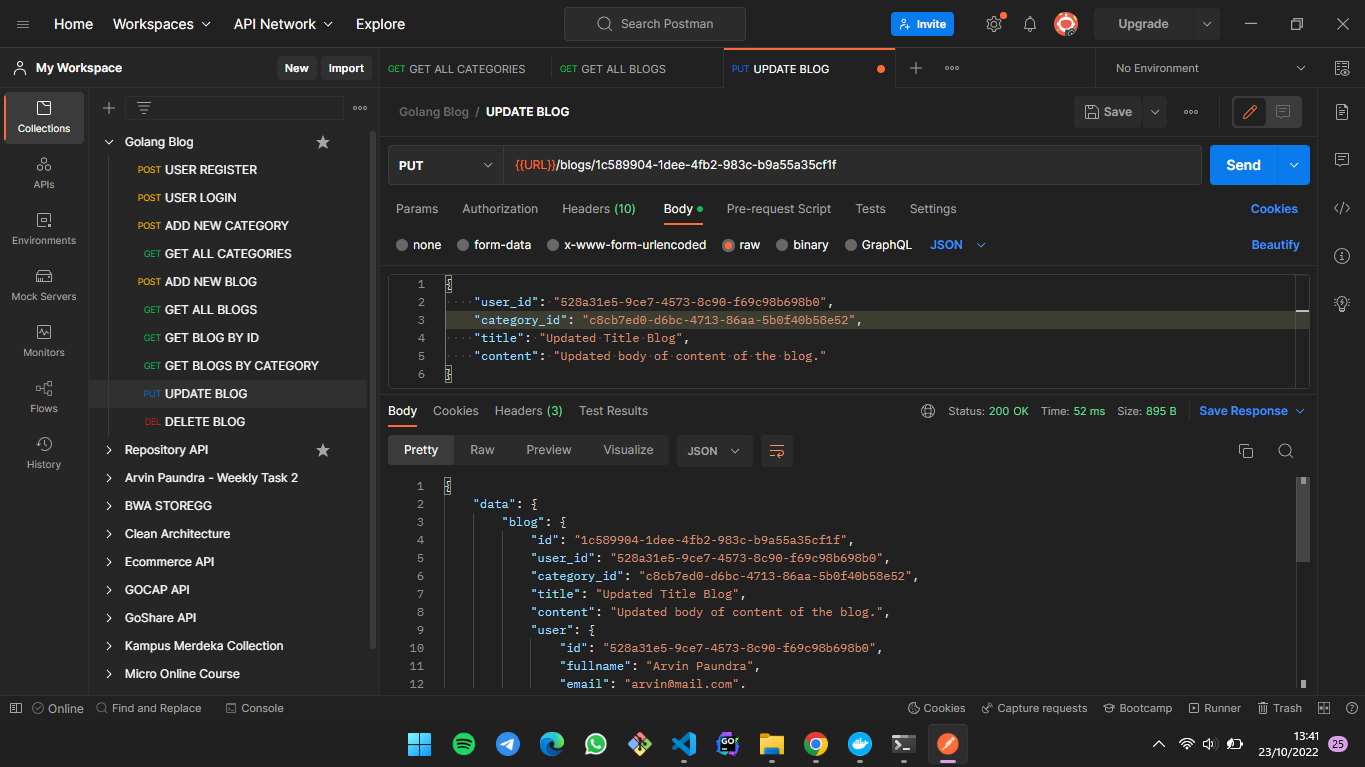 Home Workspaces API Network Explore Search Postman Invite Upgrade
My Workspace New Import GET GET ALL CATEGORIES GET GET ALL BLOGS PUT UPDATE BLOG No Environment
Collections
APIs
Environments
Mock Servers
Monitors
Flows
History
Golang Blog
POST USER REGISTER
POST USER LOGIN
POST ADD NEW CATEGORY
GET GET ALL CATEGORIES
POST ADD NEW BLOG
GET GET ALL BLOGS
GET GET BLOG BY ID
GET GET BLOGS BY CATEGORY
PUT UPDATE BLOG
DEL DELETE BLOG
Repository API
Arvin Paundra - Weekly Task 2
BWA STOREGG
Clean Architecture
Ecommerce API
GOCAP API
GoShare API
Kampus Merdeka Collection
Micro Online Course
Golang Blog / UPDATE BLOG Save
PUT {{URL}}/blogs/1c589904-1dee-4fb2-983c-b9a55a35cf1f Send
Params Authorization Headers (10) Body Pre-request Script Tests Settings Cookies
none form-data x-www-form-urlencoded raw binary GraphQL JSON Beautify
1 {
2 "user_id": "528a31e5-9ce7-4573-8c90-f69c98b698b0",
3 "category_id": "c8cb7ed0-d6bc-4713-86aa-5b0f40b58e52",
4 "title": "Updated Title Blog",
5 "content": "Updated body of content of the blog."
6 }
Body Cookies Headers (3) Test Results Status: 200 OK Time: 52 ms Size: 895 B Save Response
Pretty Raw Preview Visualize JSON
1 {
2 "data": {
3 "blog": {
4 "id": "1c589904-1dee-4fb2-983c-b9a55a35cf1f",
5 "user_id": "528a31e5-9ce7-4573-8c90-f69c98b698b0",
6 "category_id": "c8cb7ed0-d6bc-4713-86aa-5b0f40b58e52",
7 "title": "Updated Title Blog",
8 "content": "Updated body of content of the blog.",
9 "user": {
10 "id": "528a31e5-9ce7-4573-8c90-f69c98b698b0",
11 "fullname": "Arvin Paundra",
12 "email": "arvin@mail.com",
Online Find and Replace Console Cookies Capture requests Bootcamp Runner Trash
GO
13:41
23/10/2022 25